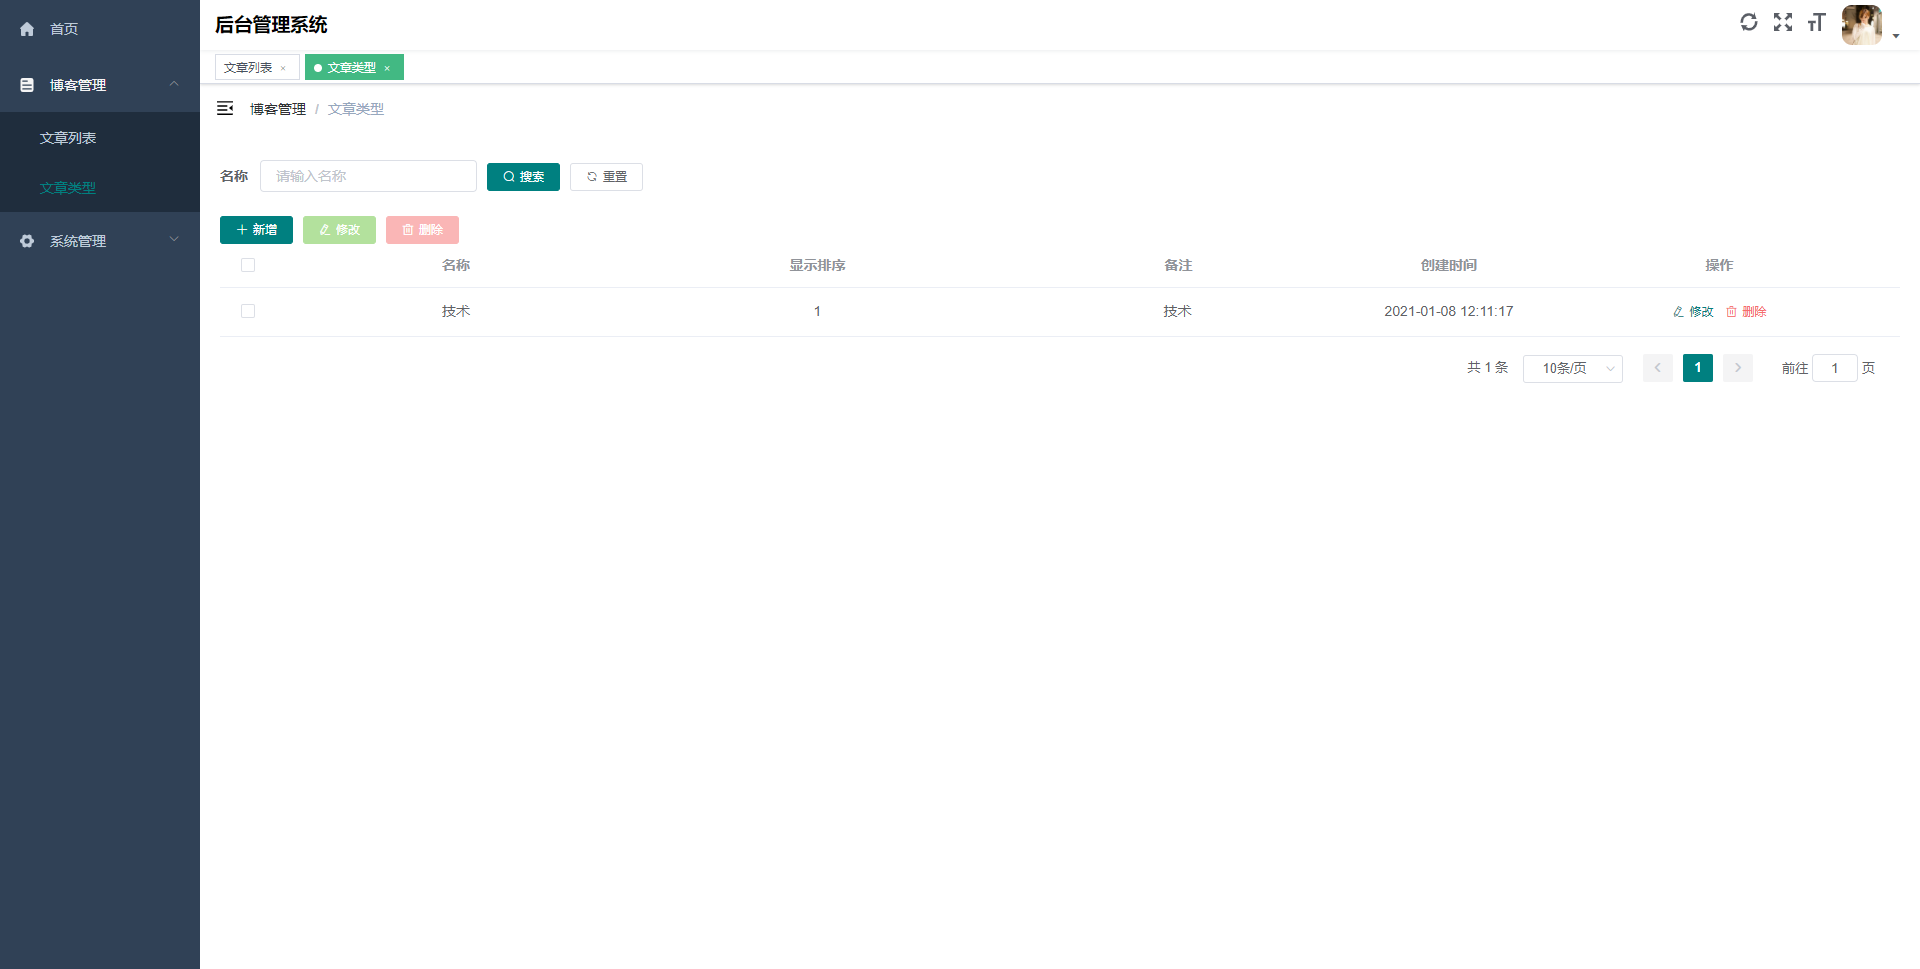 首页
博客管理
文章列表
文章类型
系统管理
后台管理系统
文章列表 × 文章类型 ×
博客管理 / 文章类型
名称 请输入名称 搜索 重置
新增 修改 删除
名称 显示排序 备注 创建时间 操作
技术 1 技术 2021-01-08 12:11:17 修改 删除
共 1 条 10条/页 1 前往 1 页